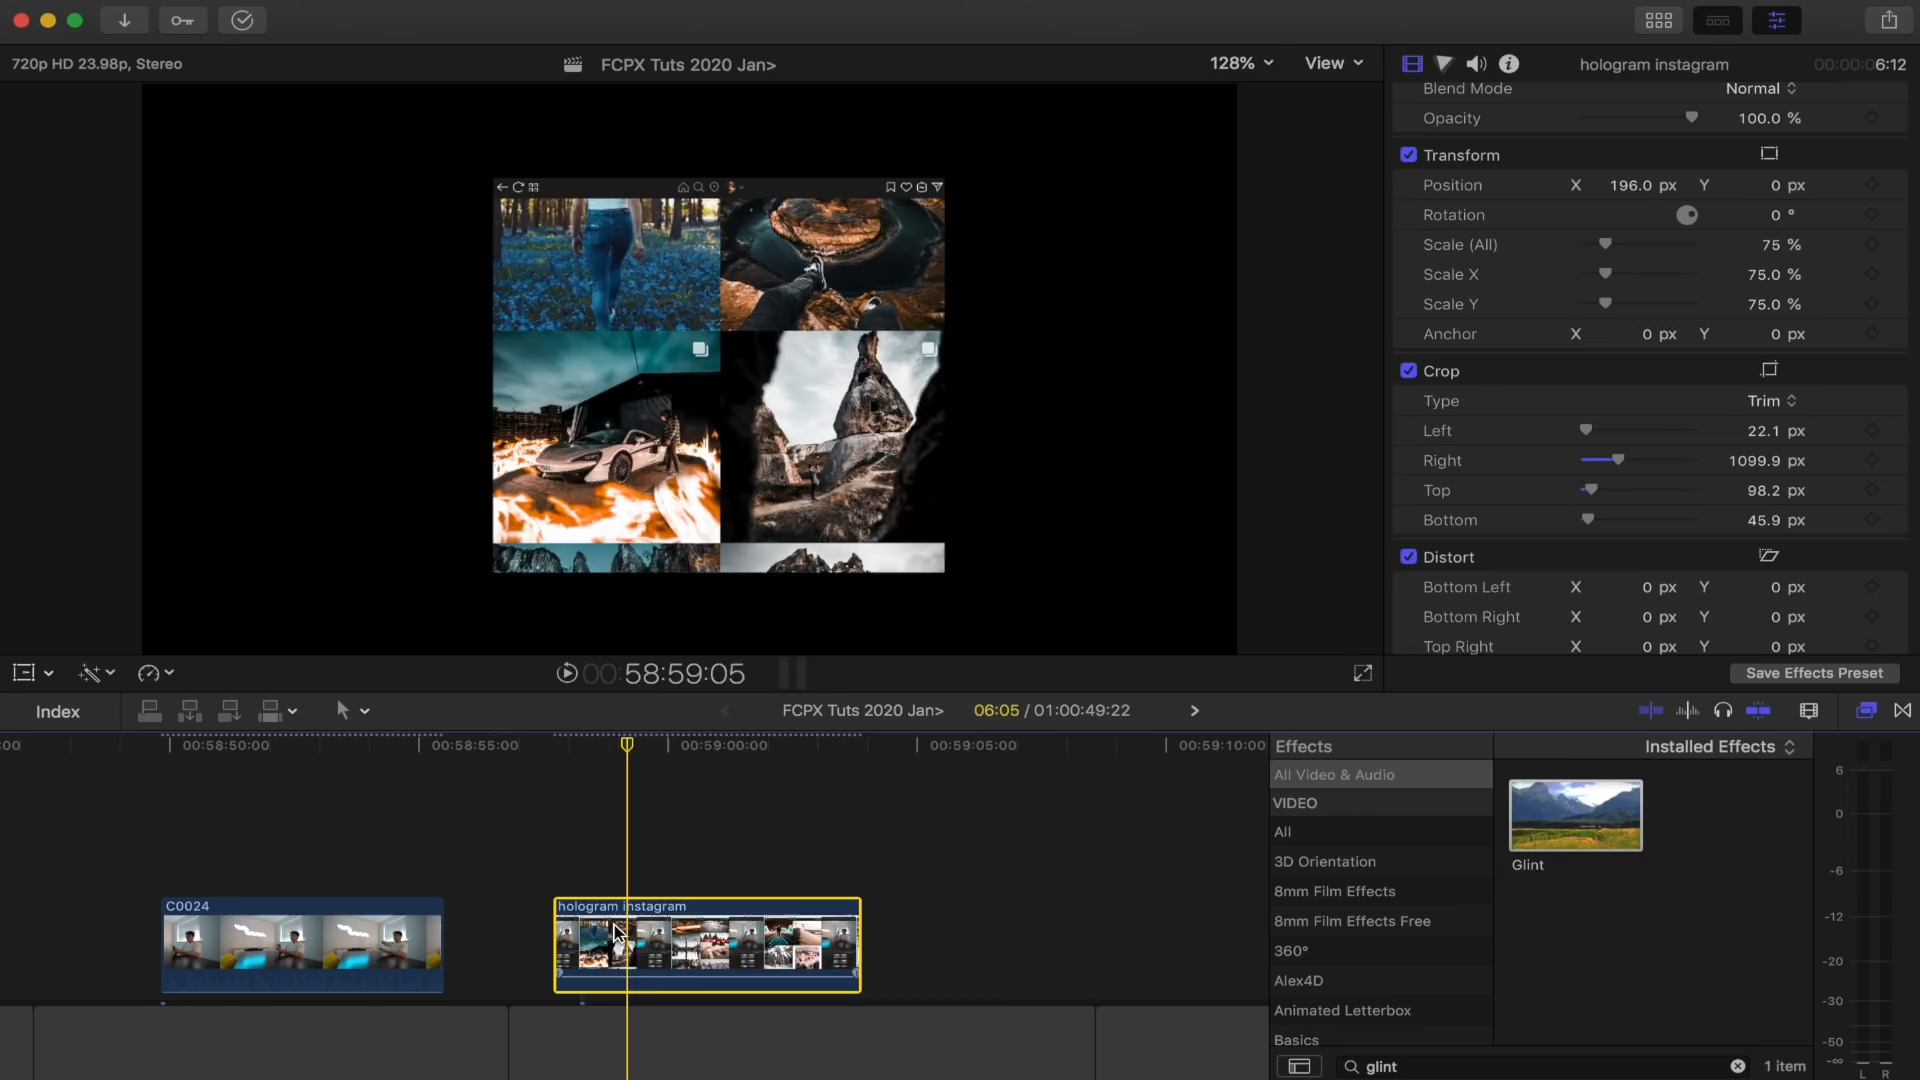 720p HD 23.98p, Stereo
FCPX Tuts 2020 Jan>
128%
View
hologram instagram
00:00:06:12
Blend Mode
Normal
Opacity
100.0 %
Transform
Position X 196.0 px Y 0 px
Rotation 0 °
Scale (All) 75 %
Scale X 75.0 %
Scale Y 75.0 %
Anchor X 0 px Y 0 px
Crop
Type Trim
Left 22.1 px
Right 1099.9 px
Top 98.2 px
Bottom 45.9 px
Distort
Bottom Left X 0 px Y 0 px
Bottom Right X 0 px Y 0 px
Top Right X 0 px Y 0 px
00:58:59:05
Save Effects Preset
Index
FCPX Tuts 2020 Jan>
06:05 / 01:00:49:22
:00
00:58:50:00
00:58:55:00
00:59:00:00
00:59:05:00
00:59:10:00
C0024
hologram instagram
Effects
Installed Effects
All Video & Audio
VIDEO
All
3D Orientation
8mm Film Effects
8mm Film Effects Free
360°
Alex4D
Animated Letterbox
Basics
Glint
glint
1 item
6
0
-6
-12
-20
-30
-50
-∞
L R